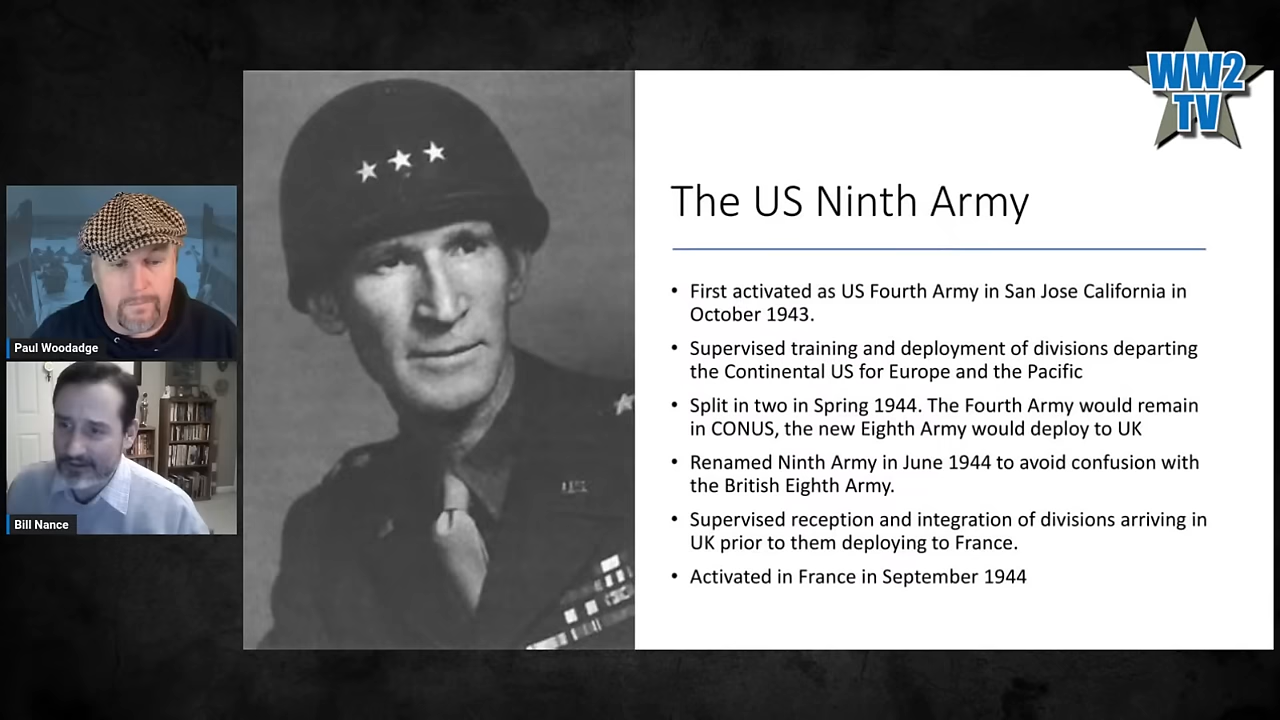 WW2
TV
The US Ninth Army
• First activated as US Fourth Army in San Jose California in
October 1943.
• Supervised training and deployment of divisions departing
the Continental US for Europe and the Pacific
• Split in two in Spring 1944. The Fourth Army would remain
in CONUS, the new Eighth Army would deploy to UK
• Renamed Ninth Army in June 1944 to avoid confusion with
the British Eighth Army.
• Supervised reception and integration of divisions arriving in
UK prior to them deploying to France.
• Activated in France in September 1944
Paul Woodadge
Bill Nance